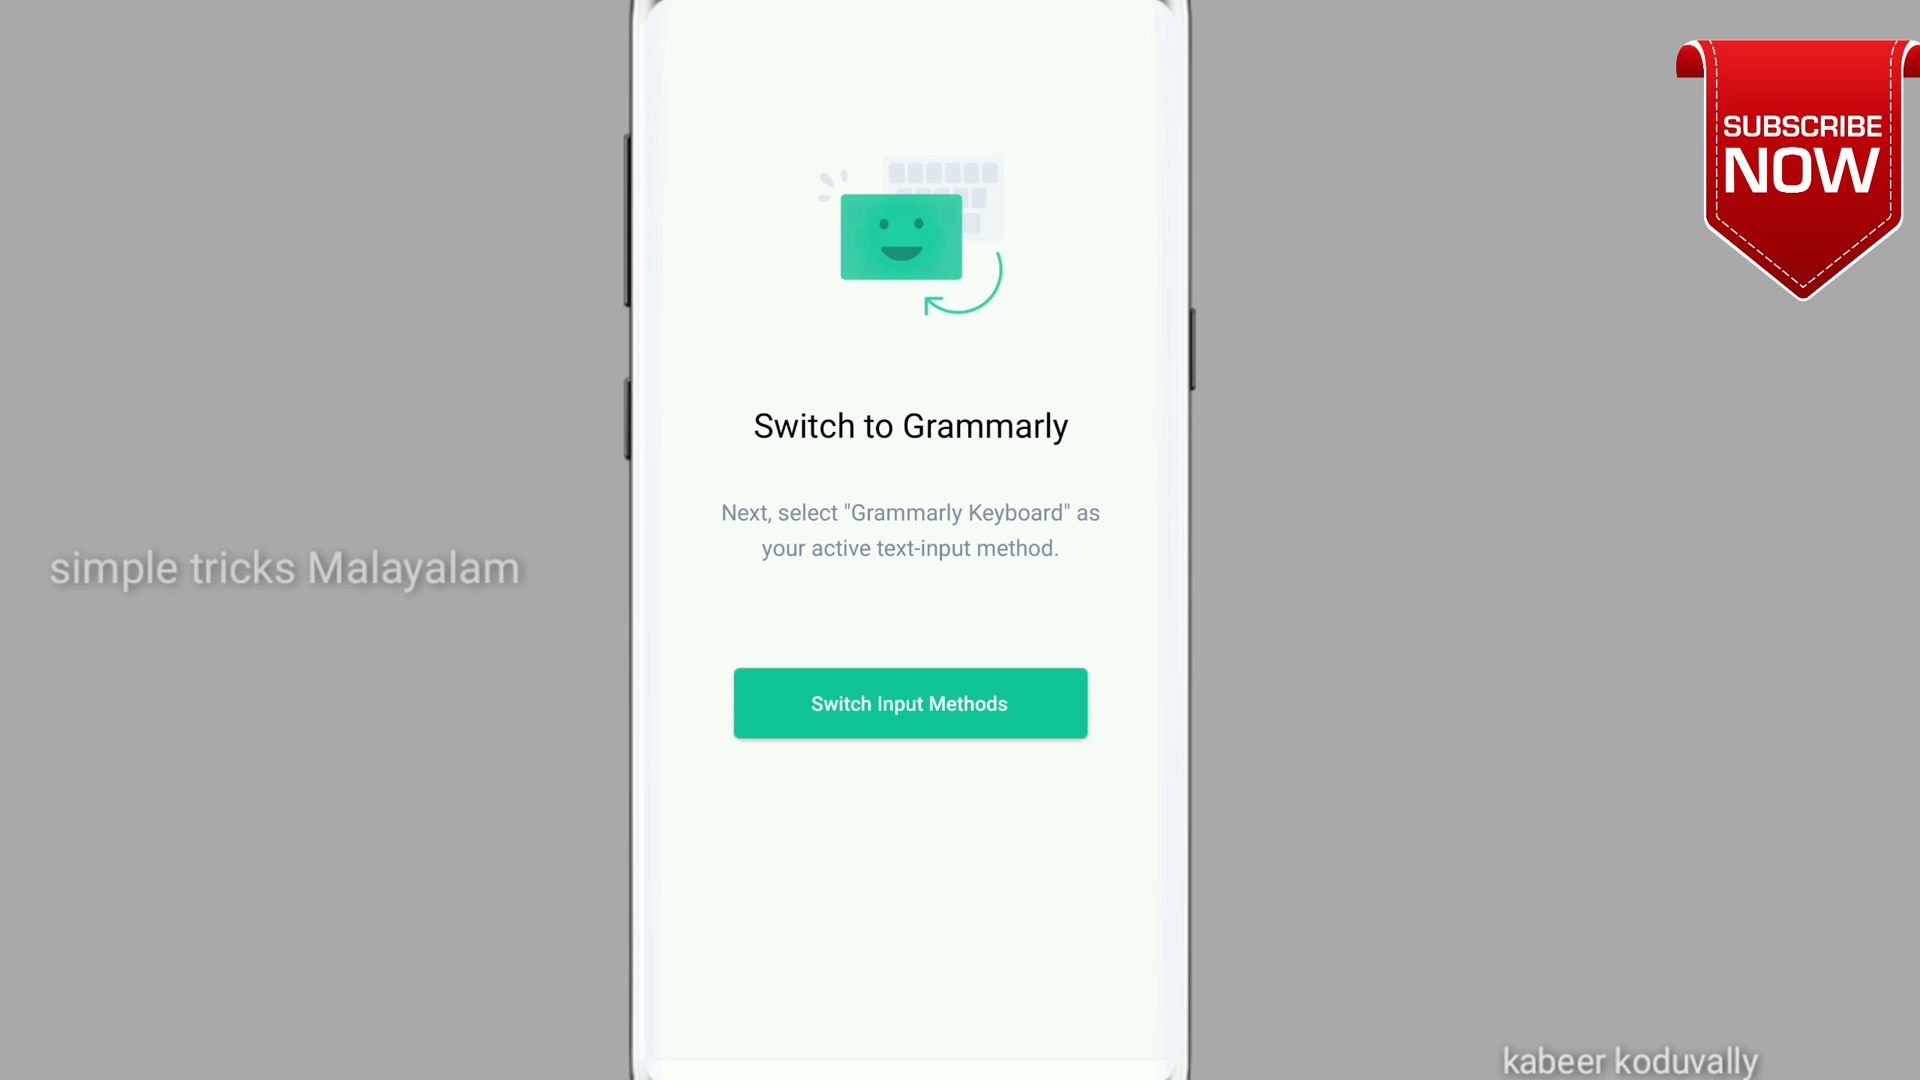 SUBSCRIBE
NOW
Switch to Grammarly
Next, select "Grammarly Keyboard" as
your active text-input method.
simple tricks Malayalam
Switch Input Methods
kabeer koduvally